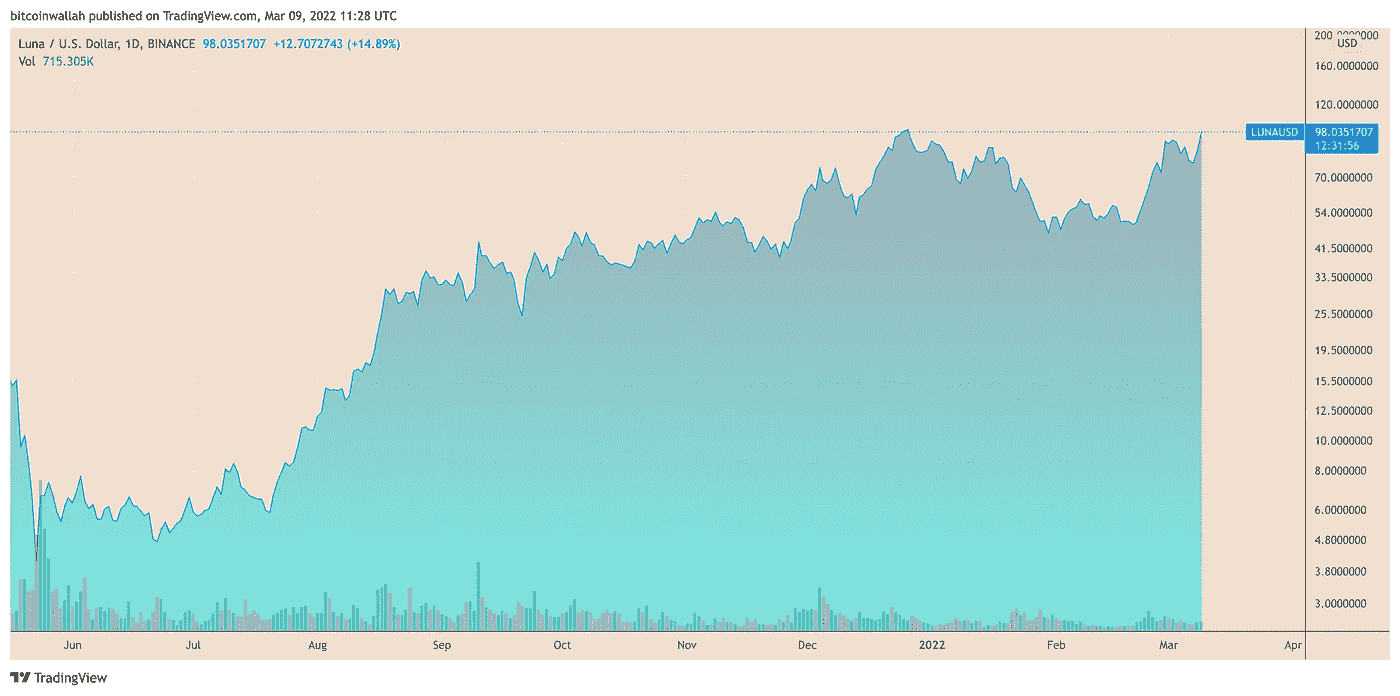 bitcoinwallah published on TradingView.com, Mar 09, 2022 11:28 UTC
Luna / U.S. Dollar, 1D, BINANCE 98.0351707 +12.7072743 (+14.89%)
Vol 715.305K
USD
160.0000000
120.0000000
LUNAUSD 98.0351707
12:31:56
70.0000000
54.0000000
41.5000000
33.5000000
25.5000000
19.5000000
15.5000000
12.5000000
10.0000000
8.0000000
6.0000000
4.8000000
3.8000000
3.0000000
Jun Jul Aug Sep Oct Nov Dec 2022 Feb Mar Apr
TradingView